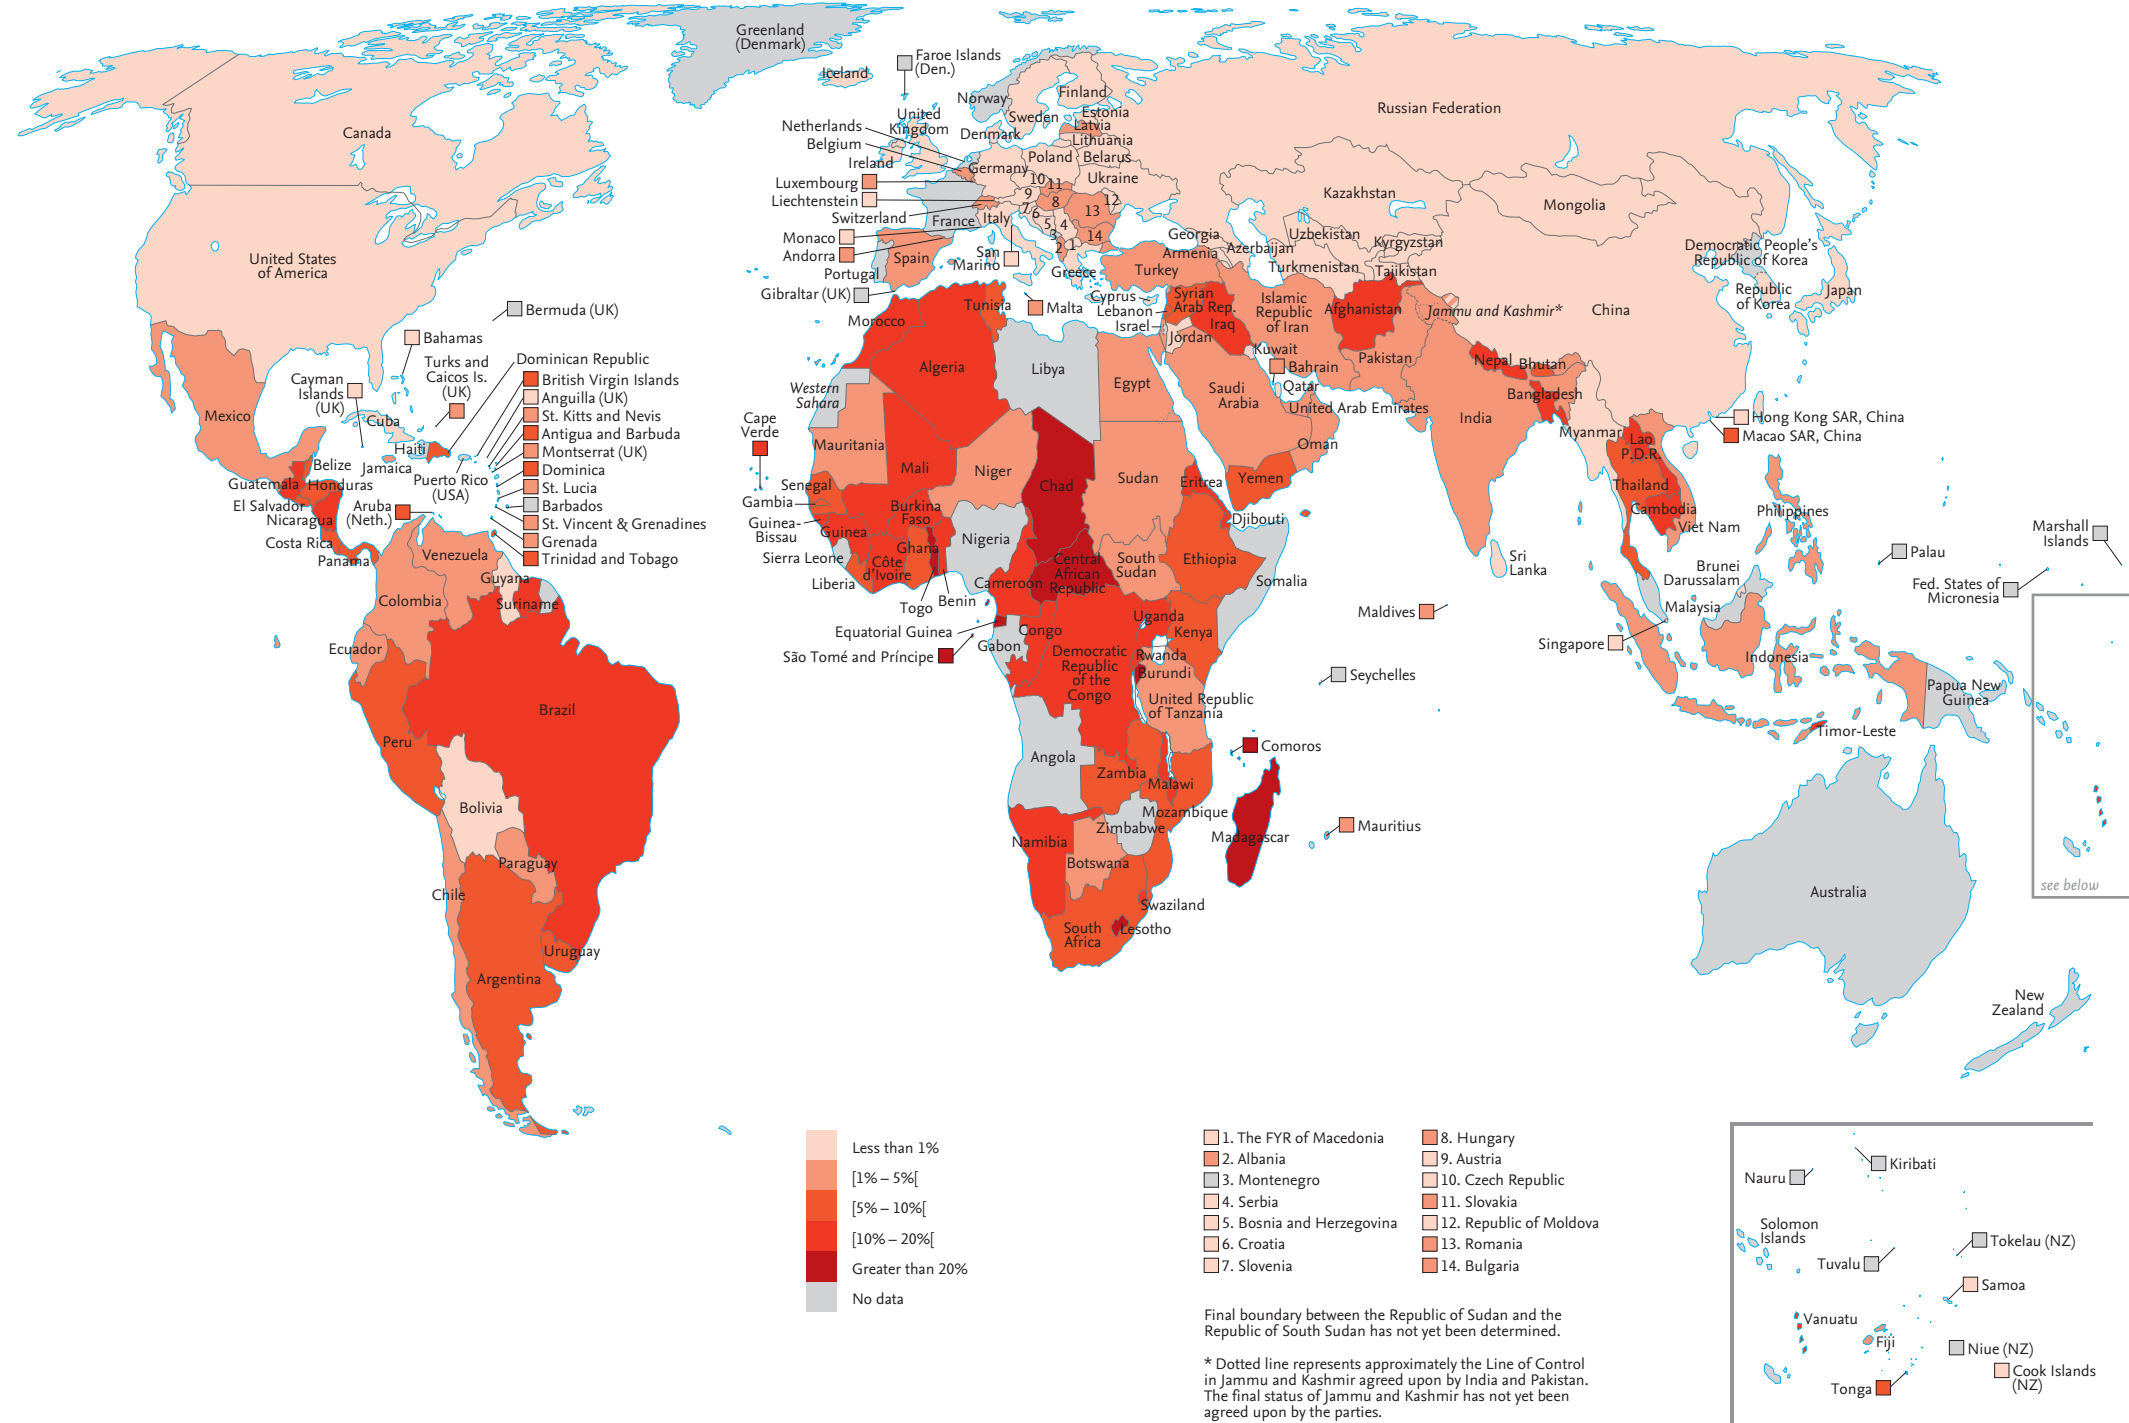 Greenland
(Denmark)
Iceland
Faroe Islands
(Den.)
Norway
Finland
Sweden
Estonia
Latvia
Lithuania
Denmark
United
Kingdom
Netherlands
Belgium
Ireland
Germany
Poland
Belarus
Ukraine
Luxembourg
Liechtenstein
Switzerland
France
Italy
Monaco
Andorra
San
Marino
Portugal
Spain
Gibraltar (UK)
Greece
Malta
10
11
9
8
12
13
7
6
5
4
3
14
2
1
Russian Federation
Canada
United States
of America
Bermuda (UK)
Bahamas
Turks and
Caicos Is.
(UK)
Cayman
Islands
(UK)
Cuba
Mexico
Haiti
Jamaica
Belize
Guatemala
Honduras
El Salvador
Nicaragua
Costa Rica
Panama
Puerto Rico
(USA)
Aruba
(Neth.)
Dominican Republic
British Virgin Islands
Anguilla (UK)
St. Kitts and Nevis
Antigua and Barbuda
Montserrat (UK)
Dominica
St. Lucia
Barbados
St. Vincent & Grenadines
Grenada
Trinidad and Tobago
Venezuela
Guyana
Suriname
Colombia
Ecuador
Peru
Brazil
Bolivia
Paraguay
Chile
Uruguay
Argentina
Kazakhstan
Mongolia
Georgia
Armenia
Azerbaijan
Uzbekistan
Kyrgyzstan
Turkmenistan
Tajikistan
Turkey
Cyprus
Lebanon
Israel
Syrian
Arab Rep.
Iraq
Jordan
Islamic
Republic
of Iran
Afghanistan
Jammu and Kashmir*
Pakistan
Kuwait
Bahrain
Qatar
Saudi
Arabia
United Arab Emirates
Oman
Yemen
India
Nepal
Bhutan
Bangladesh
China
Democratic People's
Republic of Korea
Republic
of Korea
Japan
Hong Kong SAR, China
Macao SAR, China
Myanmar
Lao
P.D.R.
Thailand
Cambodia
Viet Nam
Philippines
Sri
Lanka
Maldives
Brunei
Darussalam
Malaysia
Singapore
Indonesia
Timor-Leste
Papua New
Guinea
Palau
Fed. States of
Micronesia
Marshall
Islands
Australia
New
Zealand
see below
Morocco
Tunisia
Algeria
Libya
Egypt
Western
Sahara
Cape
Verde
Mauritania
Mali
Niger
Chad
Sudan
Eritrea
Djibouti
Senegal
Gambia
Guinea-
Bissau
Guinea
Sierra Leone
Liberia
Burkina
Faso
Ghana
Côte
d'Ivoire
Togo
Benin
Nigeria
Cameroon
Central
African
Republic
South
Sudan
Ethiopia
Somalia
Equatorial Guinea
São Tomé and Príncipe
Gabon
Congo
Democratic
Republic
of the
Congo
Uganda
Kenya
Rwanda
Burundi
United Republic
of Tanzania
Seychelles
Comoros
Angola
Zambia
Malawi
Mozambique
Zimbabwe
Namibia
Botswana
Madagascar
Mauritius
Swaziland
South
Africa
Lesotho
Less than 1%
[1% – 5%[
[5% – 10%[
[10% – 20%[
Greater than 20%
No data
1. The FYR of Macedonia
2. Albania
3. Montenegro
4. Serbia
5. Bosnia and Herzegovina
6. Croatia
7. Slovenia
8. Hungary
9. Austria
10. Czech Republic
11. Slovakia
12. Republic of Moldova
13. Romania
14. Bulgaria
Final boundary between the Republic of Sudan and the
Republic of South Sudan has not yet been determined.
* Dotted line represents approximately the Line of Control
in Jammu and Kashmir agreed upon by India and Pakistan.
The final status of Jammu and Kashmir has not yet been
agreed upon by the parties.
Nauru
Kiribati
Solomon
Islands
Tuvalu
Tokelau (NZ)
Samoa
Vanuatu
Fiji
Niue (NZ)
Cook Islands
(NZ)
Tonga